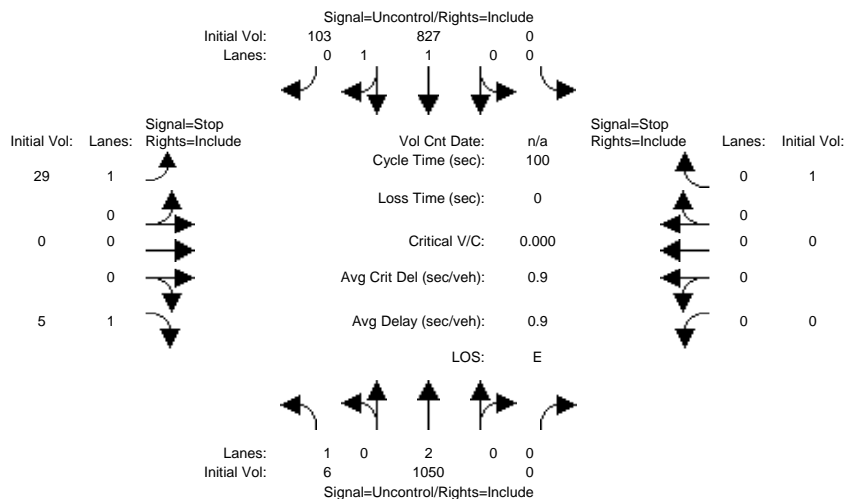 Signal=Uncontrol/Rights=Include
Initial Vol: 103 827 0
Lanes: 0 1 1 0 0
Signal=Stop
Initial Vol: Lanes: Rights=Include
Vol Cnt Date: n/a
Signal=Stop
Rights=Include Lanes: Initial Vol:
Cycle Time (sec): 100
29 1
0 1
Loss Time (sec): 0
0
0
0 0
Critical V/C: 0.000
0 0
0
Avg Crit Del (sec/veh): 0.9
0
5 1
Avg Delay (sec/veh): 0.9
0 0
LOS: E
Lanes: 1 0 2 0 0
Initial Vol: 6 1050 0
Signal=Uncontrol/Rights=Include